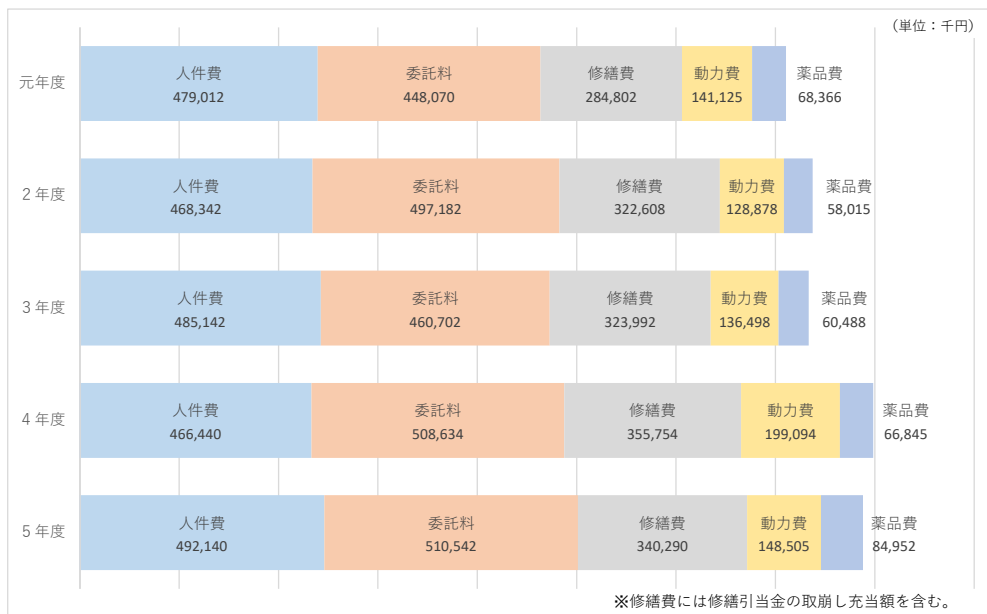 （単位：千円）
元年度
人件費 委託料 修繕費 動力費 薬品費
479,012 448,070 284,802 141,125 68,366
２年度
人件費 委託料 修繕費 動力費 薬品費
468,342 497,182 322,608 128,878 58,015
３年度
人件費 委託料 修繕費 動力費 薬品費
485,142 460,702 323,992 136,498 60,488
４年度
人件費 委託料 修繕費 動力費 薬品費
466,440 508,634 355,754 199,094 66,845
５年度
人件費 委託料 修繕費 動力費 薬品費
492,140 510,542 340,290 148,505 84,952
※修繕費には修繕引当金の取崩し充当額を含む。